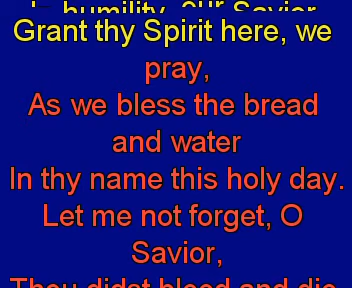 In humility, our Savior,
Grant thy Spirit here, we
pray,
As we bless the bread
and water
In thy name this holy day.
Let me not forget, O
Savior,
Thou didst bleed and die